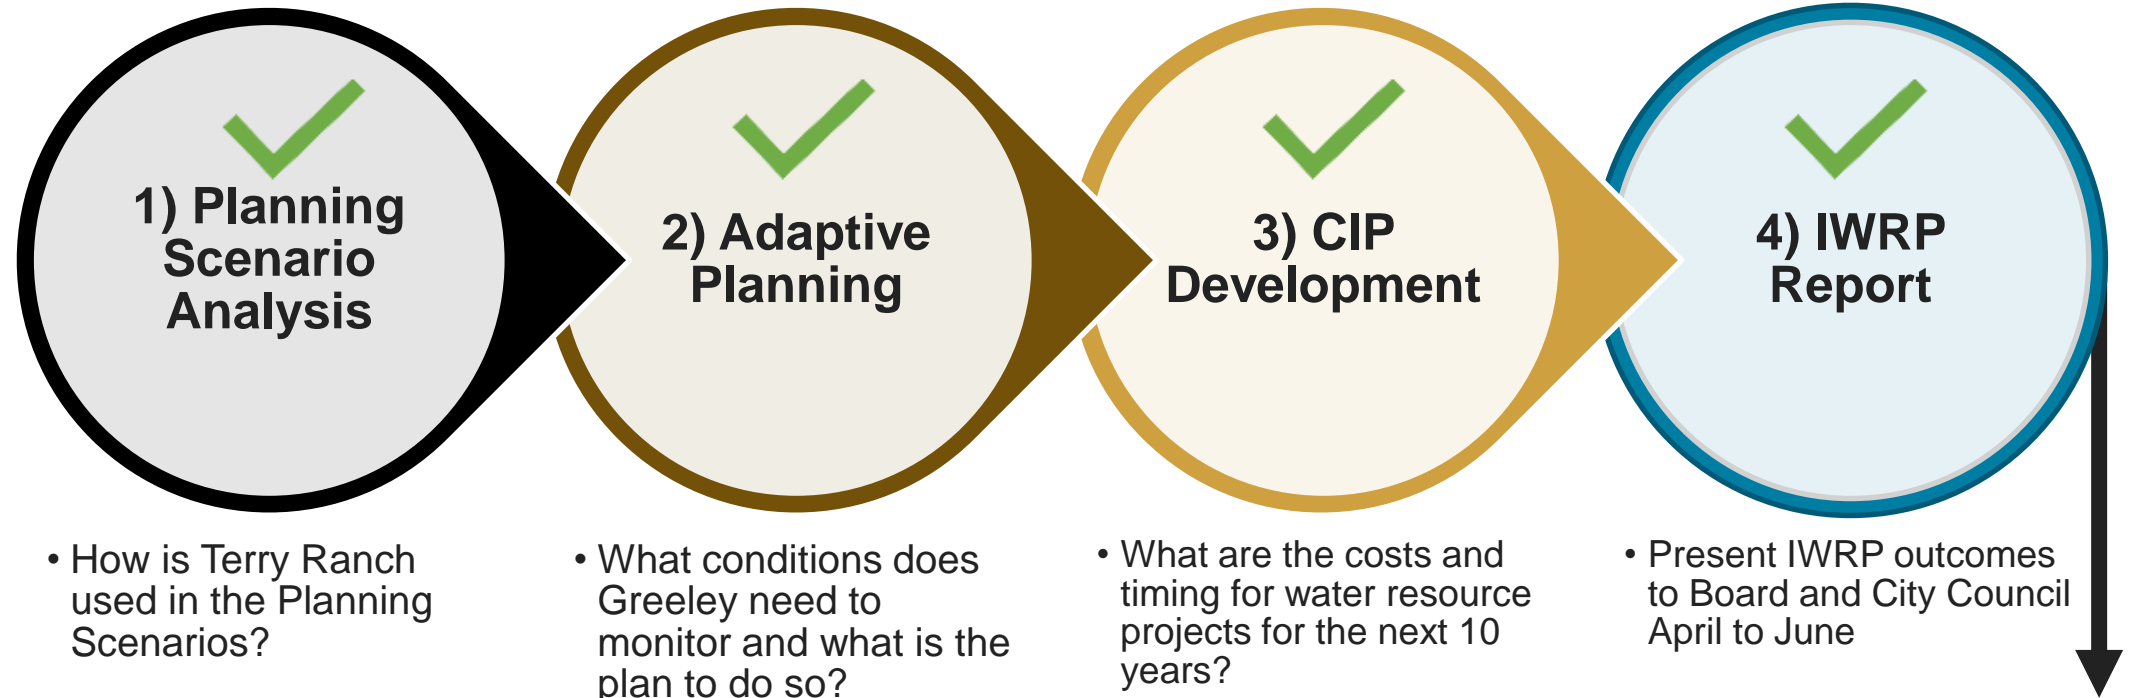 1) Planning
Scenario
Analysis
2) Adaptive
Planning
3) CIP
Development
4) IWRP
Report
• How is Terry Ranch
used in the Planning
Scenarios?
• What conditions does
Greeley need to
monitor and what is the
plan to do so?
• What are the costs and
timing for water resource
projects for the next 10
years?
• Present IWRP outcomes
to Board and City Council
April to June